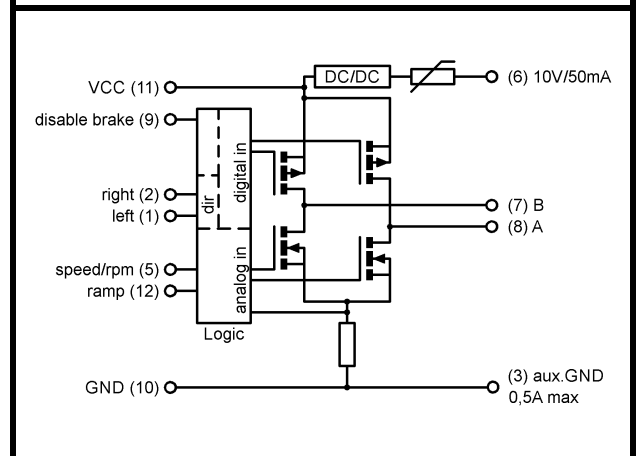 DC/DC
(6) 10V/50mA
VCC (11)
disable brake (9)
digital in
right (2)
dir
(7) B
left (1)
(8) A
speed/rpm (5)
analog in
ramp (12)
Logic
GND (10)
(3) aux.GND
0,5A max